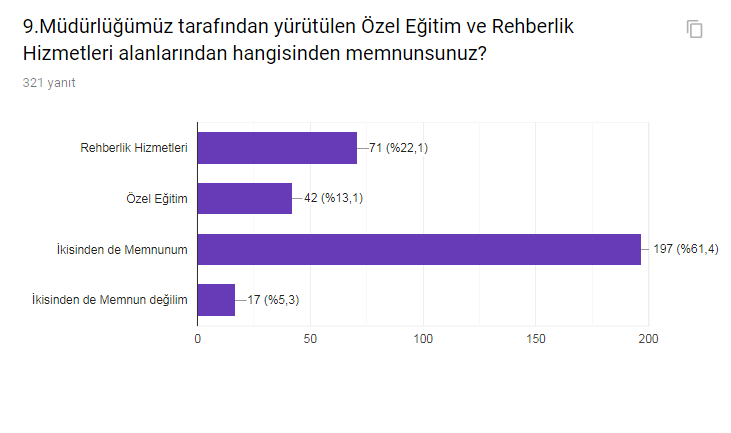 9.Müdürlüğümüz tarafından yürütülen Özel Eğitim ve Rehberlik
Hizmetleri alanlarından hangisinden memnunsunuz?
321 yanıt
Rehberlik Hizmetleri
71 (%22,1)
Özel Eğitim
42 (%13,1)
İkisinden de Memnunum
197 (%61,4)
İkisinden de Memnun değilim
17 (%5,3)
0 50 100 150 200